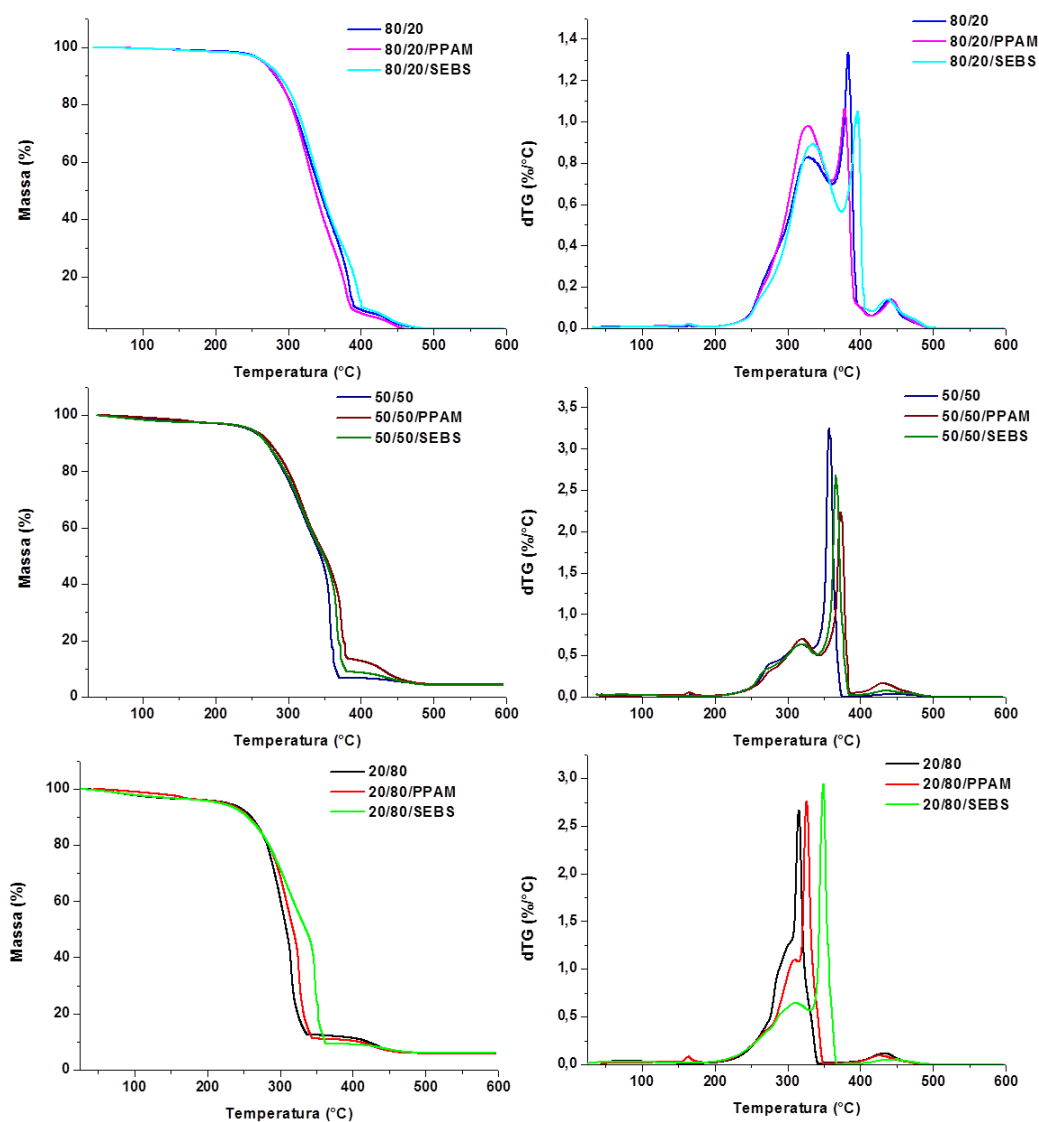 80/20
80/20/PPAM
80/20/SEBS
100
80
60
40
20
Massa (%)
100 200 300 400 500 600
Temperatura (°C)
80/20
80/20/PPAM
80/20/SEBS
1,4
1,2
1,0
0,8
0,6
0,4
0,2
0,0
dTG (%/°C)
100 200 300 400 500 600
Temperatura (ºC)
50/50
50/50/PPAM
50/50/SEBS
100
80
60
40
20
0
Massa (%)
100 200 300 400 500 600
Temperatura (°C)
50/50
50/50/PPAM
50/50/SEBS
3,5
3,0
2,5
2,0
1,5
1,0
0,5
0,0
dTG (%/°C)
100 200 300 400 500 600
Temperatura (°C)
20/80
20/80/PPAM
20/80/SEBS
100
80
60
40
20
0
Massa (%)
100 200 300 400 500 600
Temperatura (°C)
20/80
20/80/PPAM
20/80/SEBS
3,0
2,5
2,0
1,5
1,0
0,5
0,0
dTG (%/°C)
100 200 300 400 500 600
Temperatura (°C)